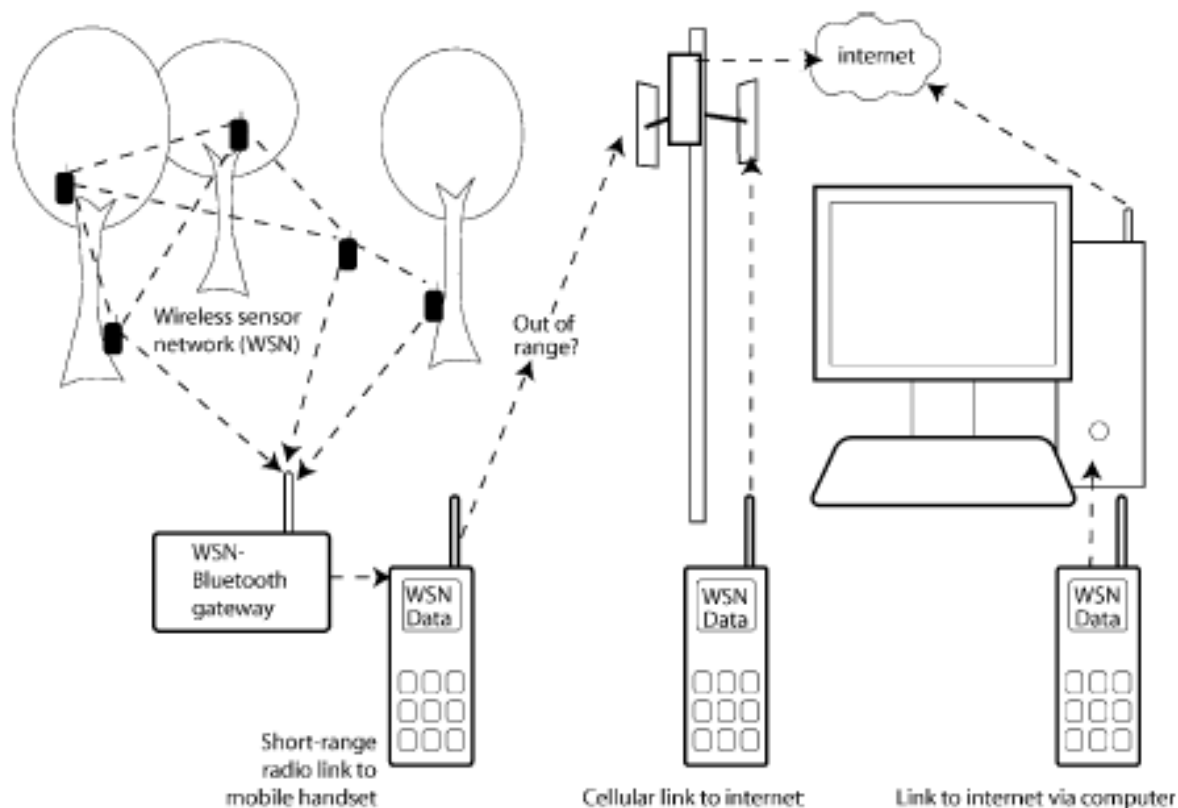 internet
Wireless sensor
network (WSN)
Out of
range?
WSN-
Bluetooth
gateway
WSN
Data
WSN
Data
WSN
Data
Short-range
radio link to
mobile handset
Cellular link to internet
Link to internet via computer